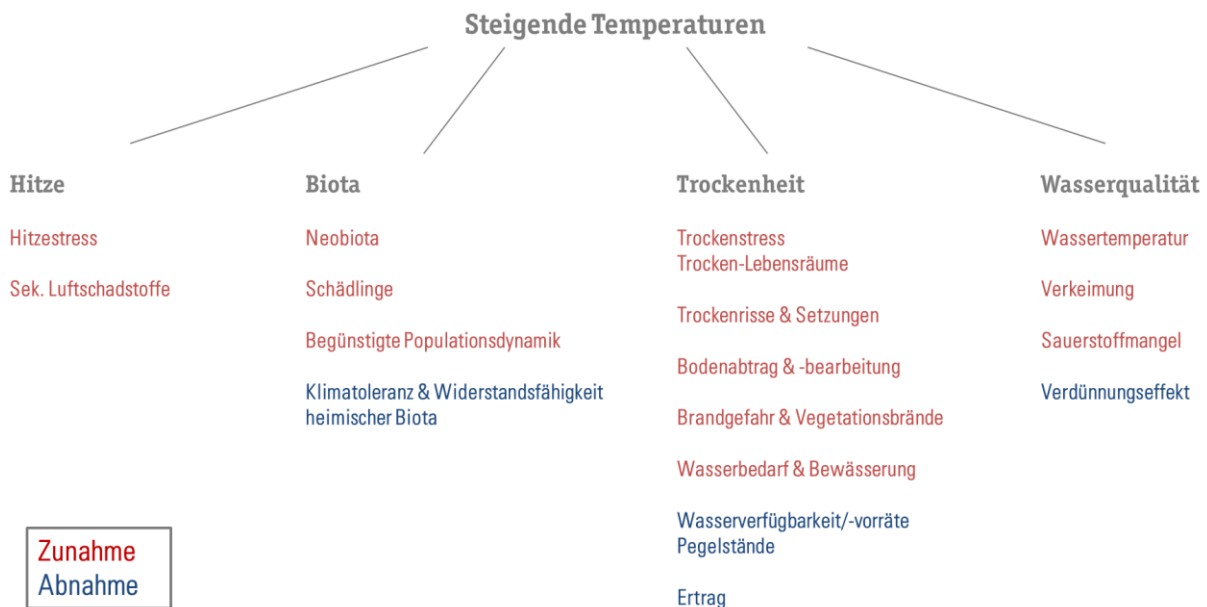 Steigende Temperaturen
Hitze
Hitzestress
Sek. Luftschadstoffe
Biota
Neobiota
Schädlinge
Begünstigte Populationsdynamik
Klimatoleranz & Widerstandsfähigkeit
heimischer Biota
Trockenheit
Trockenstress
Trocken-Lebensräume
Trockenrisse & Setzungen
Bodenabtrag & -bearbeitung
Brandgefahr & Vegetationsbrände
Wasserbedarf & Bewässerung
Wasserverfügbarkeit/-vorräte
Pegelstände
Ertrag
Wasserqualität
Wassertemperatur
Verkeimung
Sauerstoffmangel
Verdünnungseffekt
Zunahme
Abnahme